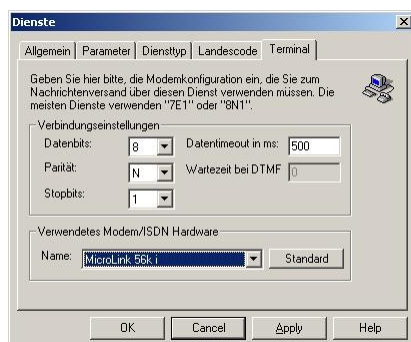 Dienste
Allgemein Parameter Diensttyp Landescode Terminal
Geben Sie hier bitte, die Modemkonfiguration ein, die Sie zum
Nachrichtenversand über diesen Dienst verwenden müssen. Die
meisten Dienste verwenden "7E1" oder "8N1".
Verbindungseinstellungen
Datenbits: 8 Datentimeout in ms: 500
Parität: N Wartezeit bei DTMF 0
Stopbits: 1
Verwendetes Modem/ISDN Hardware
Name: MicroLink 56k i Standard
OK Cancel Apply Help